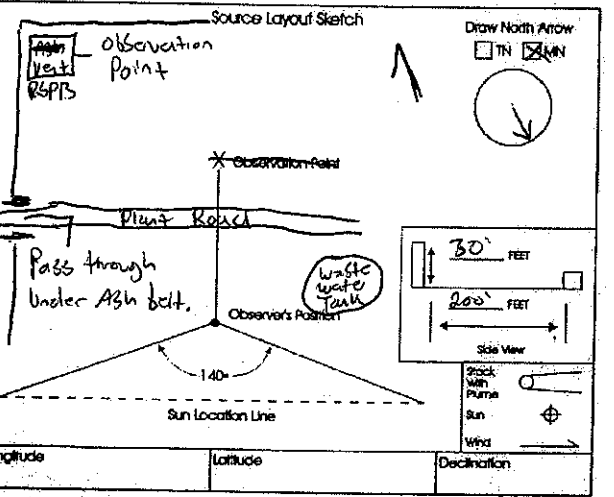 Source Layout Sketch
Draw North Arrow
TN MN
Ash Vent
RSPPB
Observation Point
Observation Point
Plant Road
Pass through
Under Ash belt.
Waste
water
Tank
30' FEET
200' FEET
Side View
Observer's Position
140°
Sun Location Line
Stack
With
Plume
Sun
Wind
ngitude
Latitude
Declination